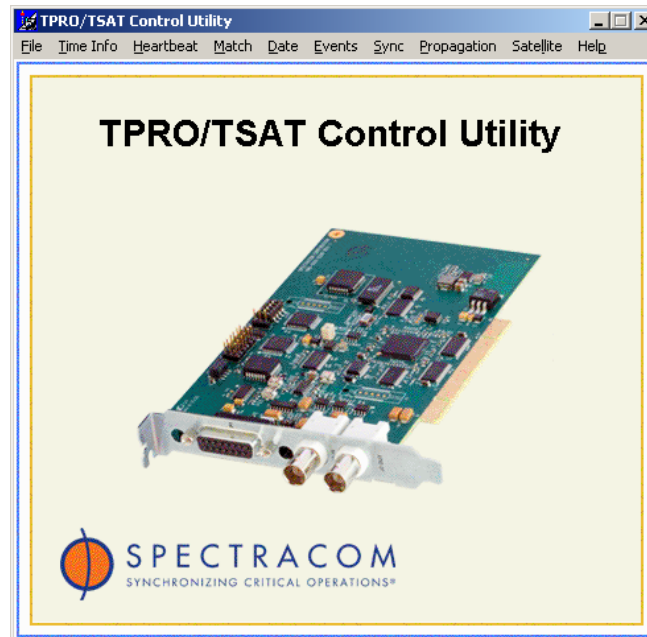 TPRO/TSAT Control Utility
File Time Info Heartbeat Match Date Events Sync Propagation Satellite Help
TPRO/TSAT Control Utility
SPECTRACOM
SYNCHRONIZING CRITICAL OPERATIONS®